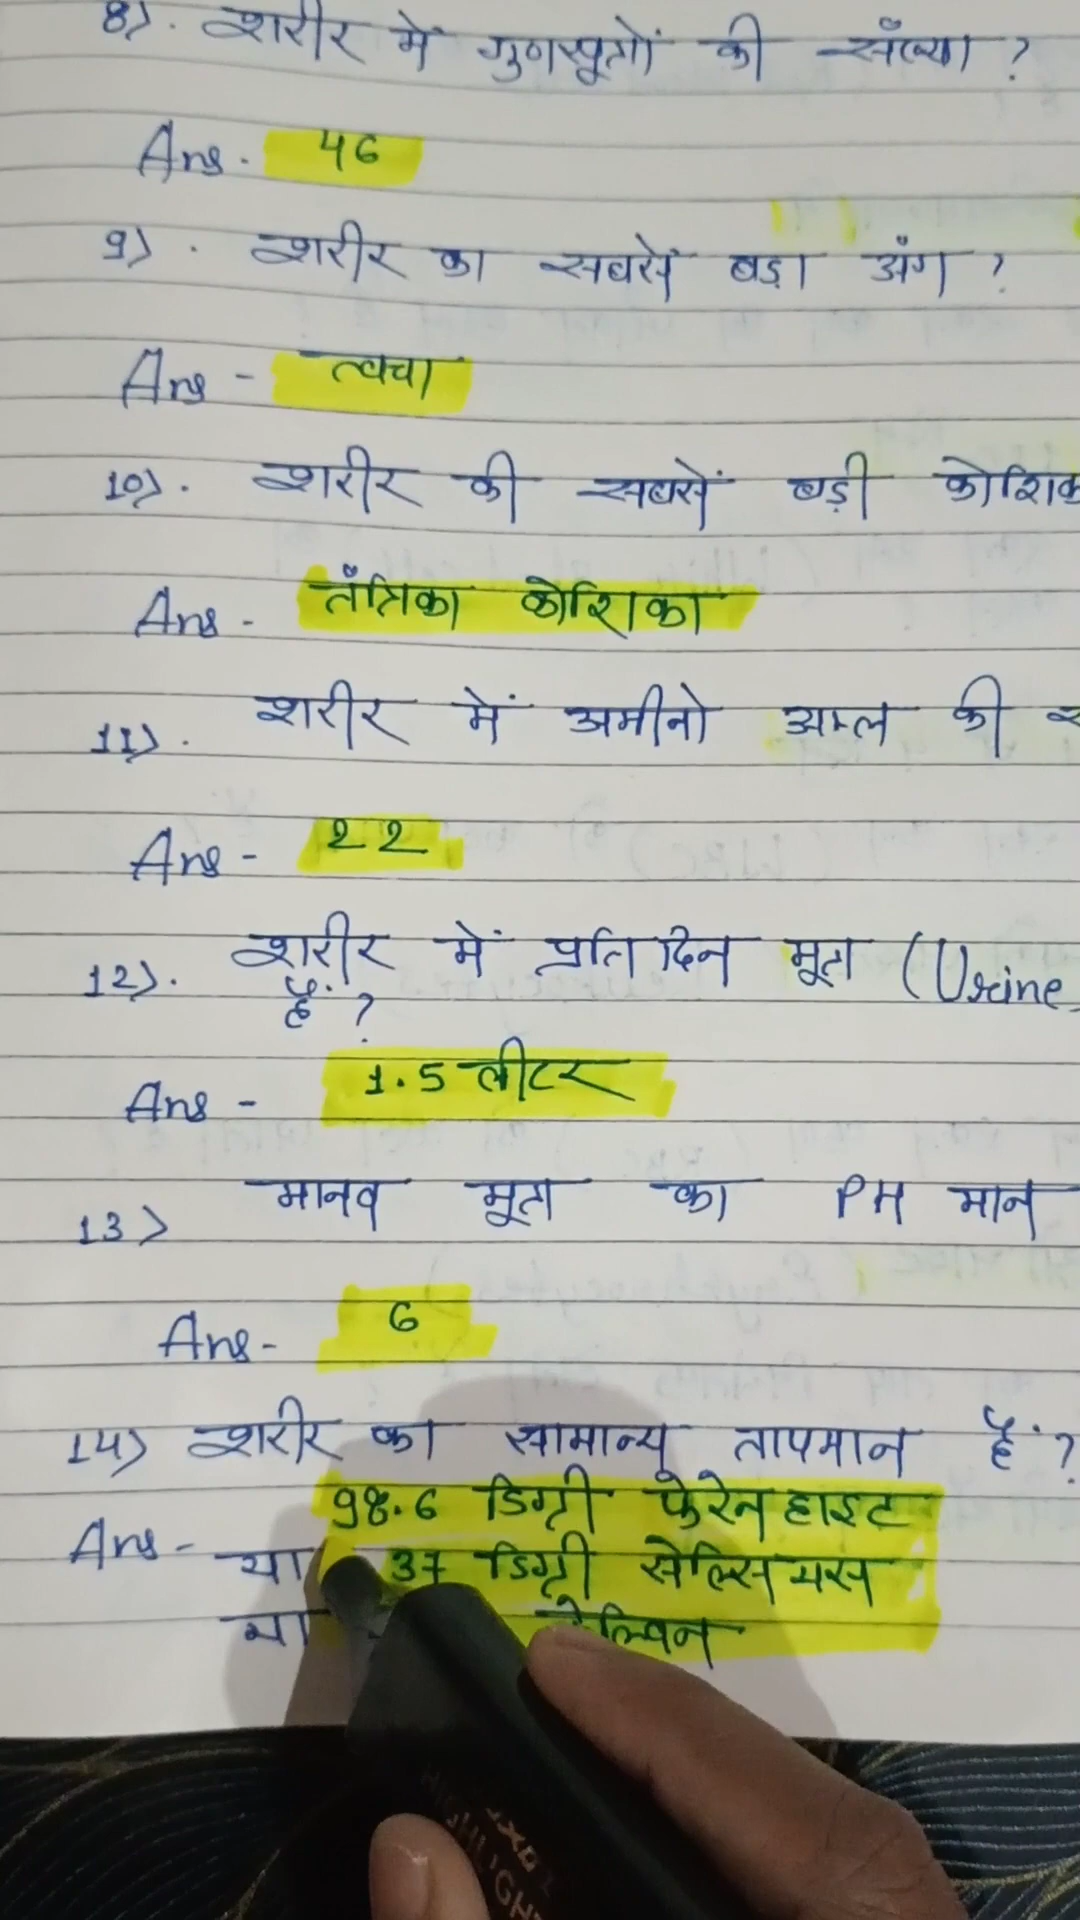 8). शरीर में गुणसूत्रों की सँख्या ?
Ans. 46
9). शरीर का सबसे बड़ा अंग ?
Ans - त्वचा
10). शरीर की सबसे बड़ी
Ans - तँत्रिका कोशिका
11). शरीर में अमीनो अम्ल की
Ans - 22
12). शरीर में प्रतिदिन मूत्र (Urine
हैं ?
Ans - 1.5 लीटर
13) मानव मूत्र का PH मान
Ans - 6
14) शरीर का सामान्य तापमान हैं ?
Ans - 98.6 डिग्री फेरेनहाइट
या 37 डिग्री सेल्सियस
या
HIGHLIGH